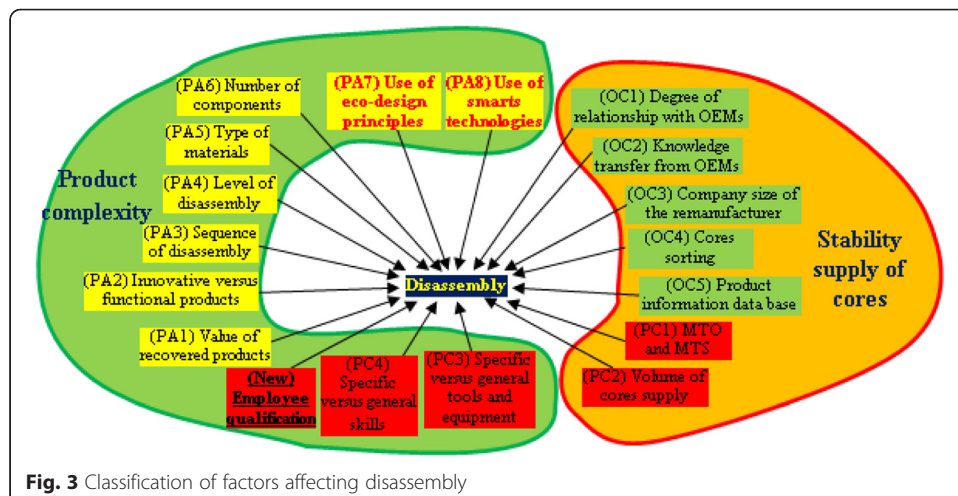 (PA6) Number of
components
(PA7) Use of
eco-design
principles
(PA8) Use of
smarts
technologies
(OC1) Degree of
relationship with OEMs
(PA5) Type of
materials
(OC2) Knowledge
transfer from OEMs
Product
complexity
(PA4) Level of
disassembly
(OC3) Company size of
the remanufacturer
(PA3) Sequence
of disassembly
(OC4) Cores
sorting
Stability
supply of
cores
(PA2) Innovative versus
functional products
Disassembly
(OC5) Product
information data base
(PA1) Value of
recovered products
(PC1) MTO
and MTS
(New)
Employee
qualification
(PC4)
Specific
versus general
skills
(PC3) Specific
versus general
tools and
equipment
(PC2) Volume of
cores supply
Fig. 3 Classification of factors affecting disassembly